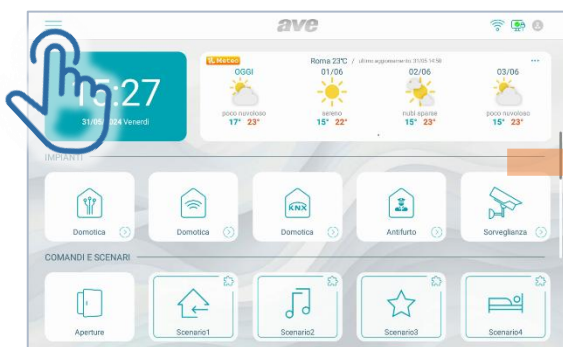 ave
15:27
31/05/2024 Venerdì
Meteo
Roma 23°C / ultimo aggiornamento: 31/05 14:58
OGGI
poco nuvoloso
17° 23°
01/06
sereno
15° 22°
02/06
nubi sparse
15° 23°
03/06
poco nuvoloso
15° 23°
IMPIANTI
Domotica
Domotica
KNX
Domotica
Antifurto
Sorveglianza
COMANDI E SCENARI
Aperture
Scenario1
Scenario2
Scenario3
Scenario4